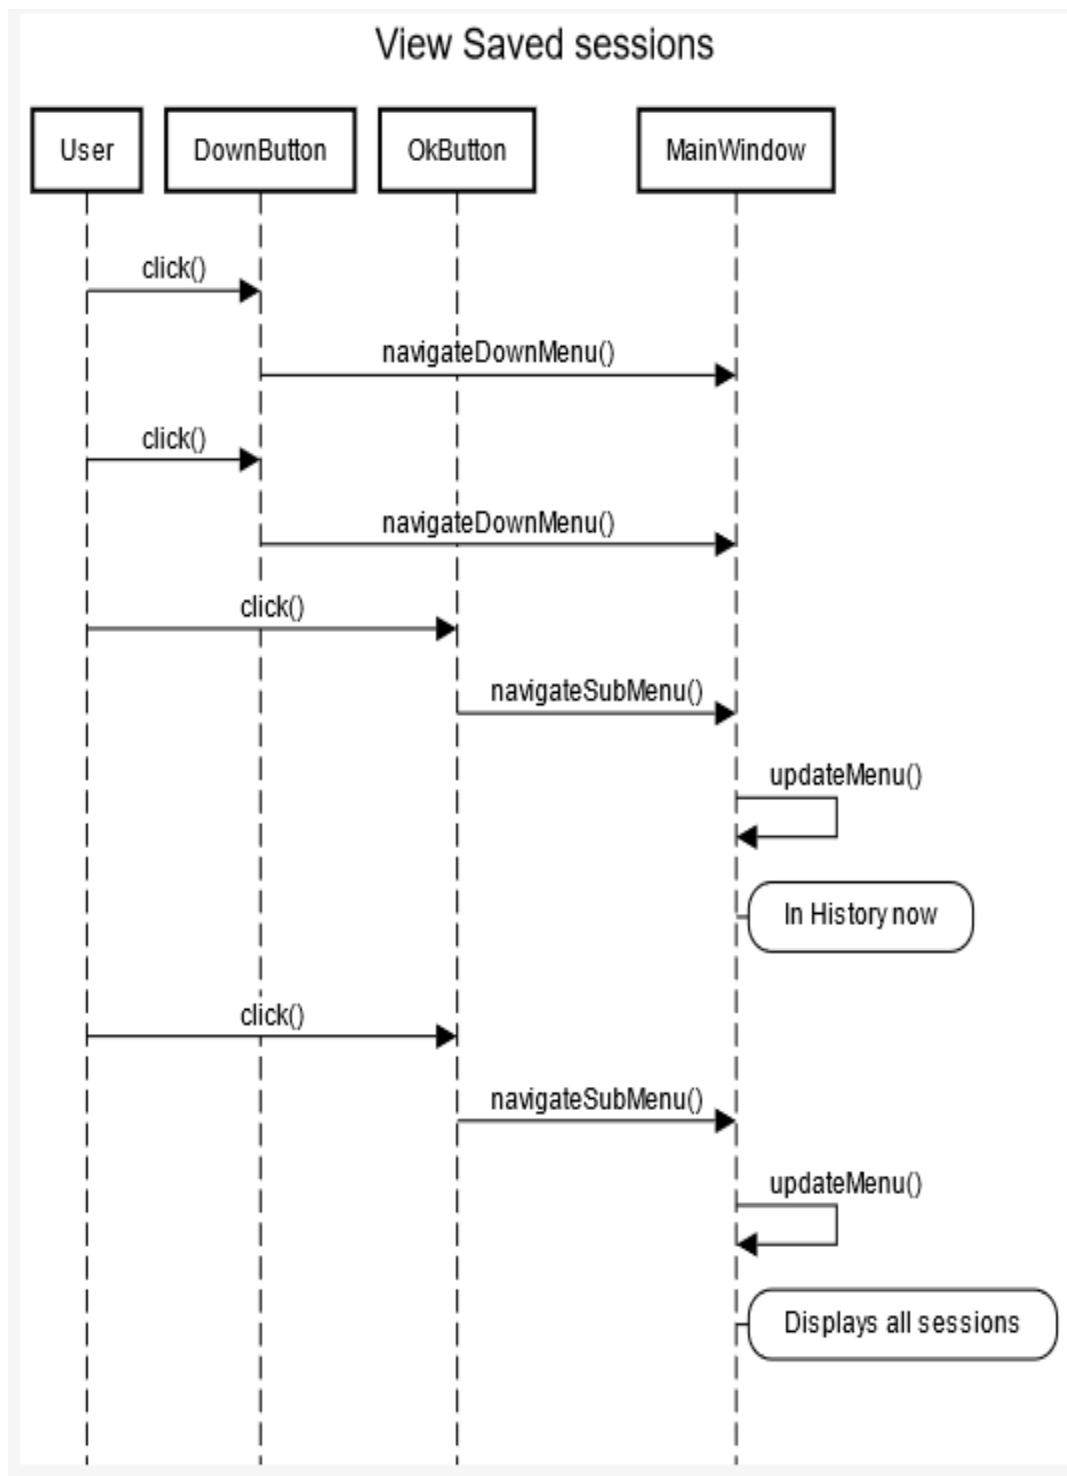 View Saved sessions
User
DownButton
OkButton
MainWindow
click()
navigateDownMenu()
click()
navigateDownMenu()
click()
navigateSubMenu()
updateMenu()
In History now
click()
navigateSubMenu()
updateMenu()
Displays all sessions